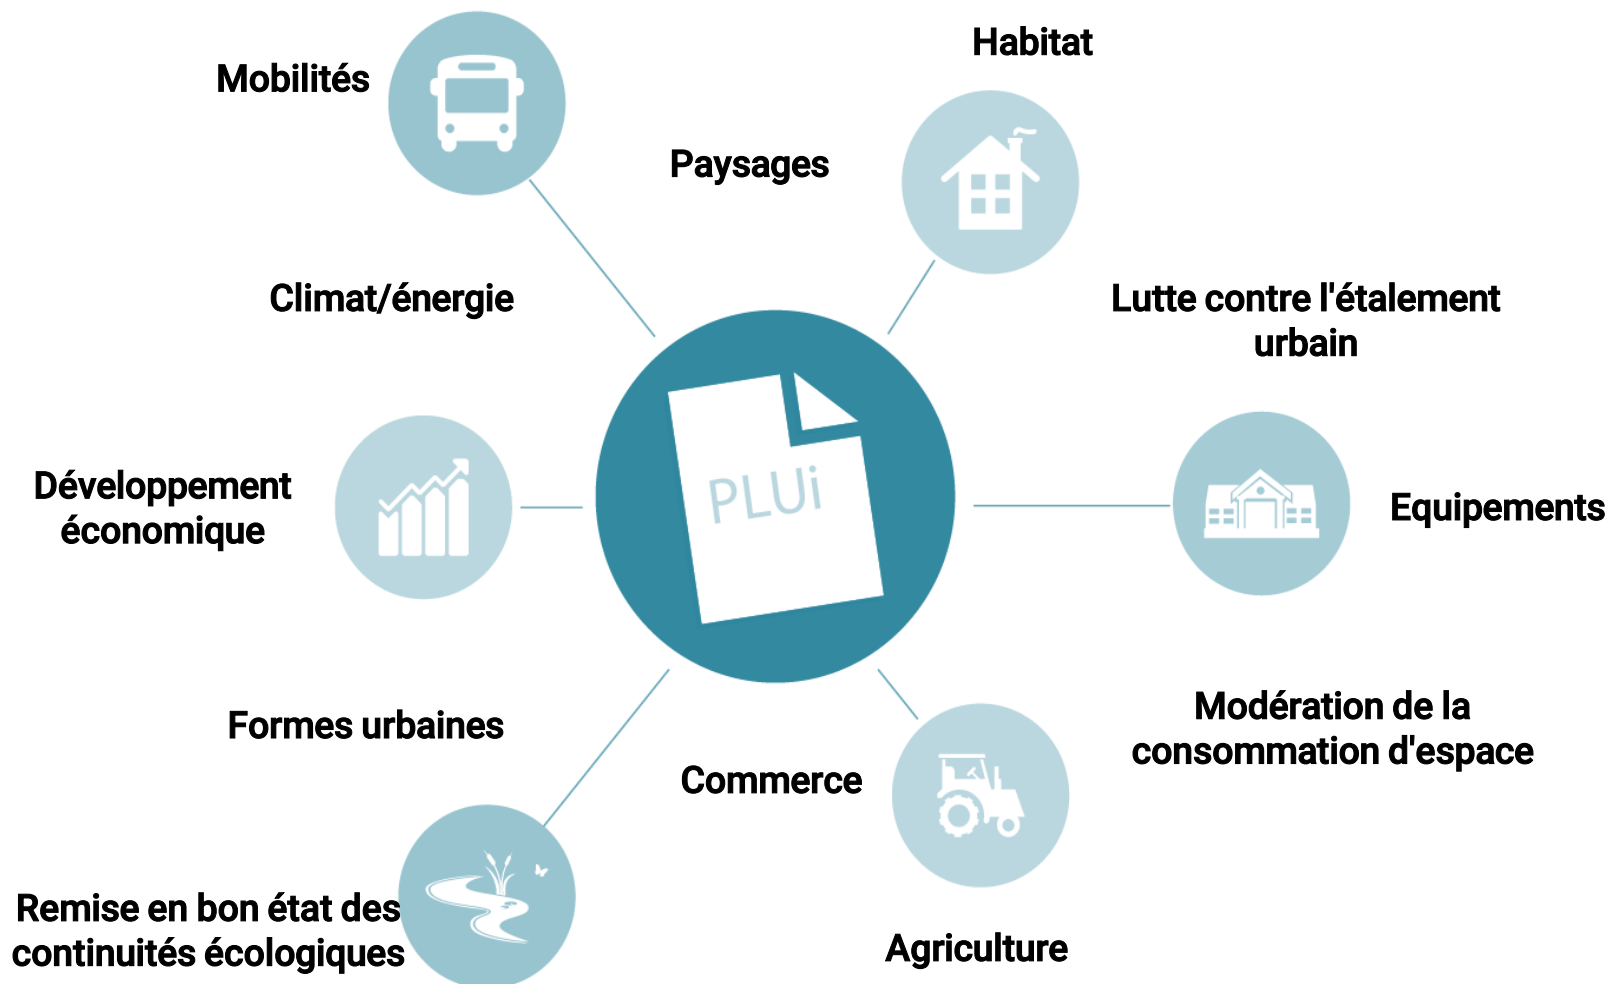 Habitat
Mobilités
Paysages
Climat/énergie
Lutte contre l'étalement
urbain
Développement
économique
PLUi
Equipements
Formes urbaines
Modération de la
consommation d'espace
Commerce
Remise en bon état des
continuités écologiques
Agriculture